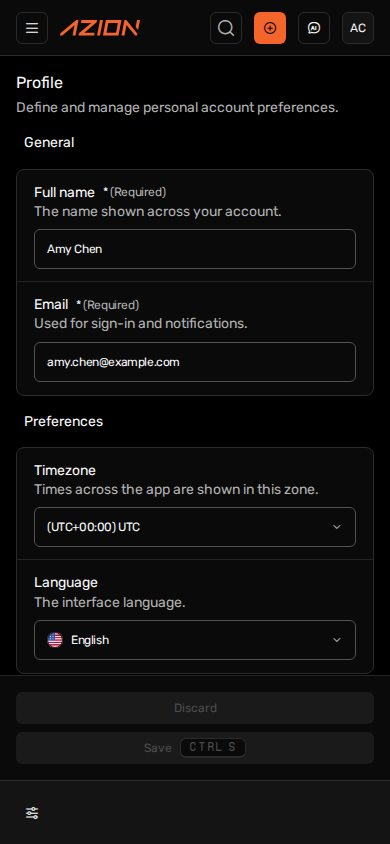 AZION
AI
AC
Profile
Define and manage personal account preferences.
General
Full name * (Required)
The name shown across your account.
Amy Chen
Email * (Required)
Used for sign-in and notifications.
amy.chen@example.com
Preferences
Timezone
Times across the app are shown in this zone.
(UTC+00:00) UTC
Language
The interface language.
English
Discard
Save CTRL S